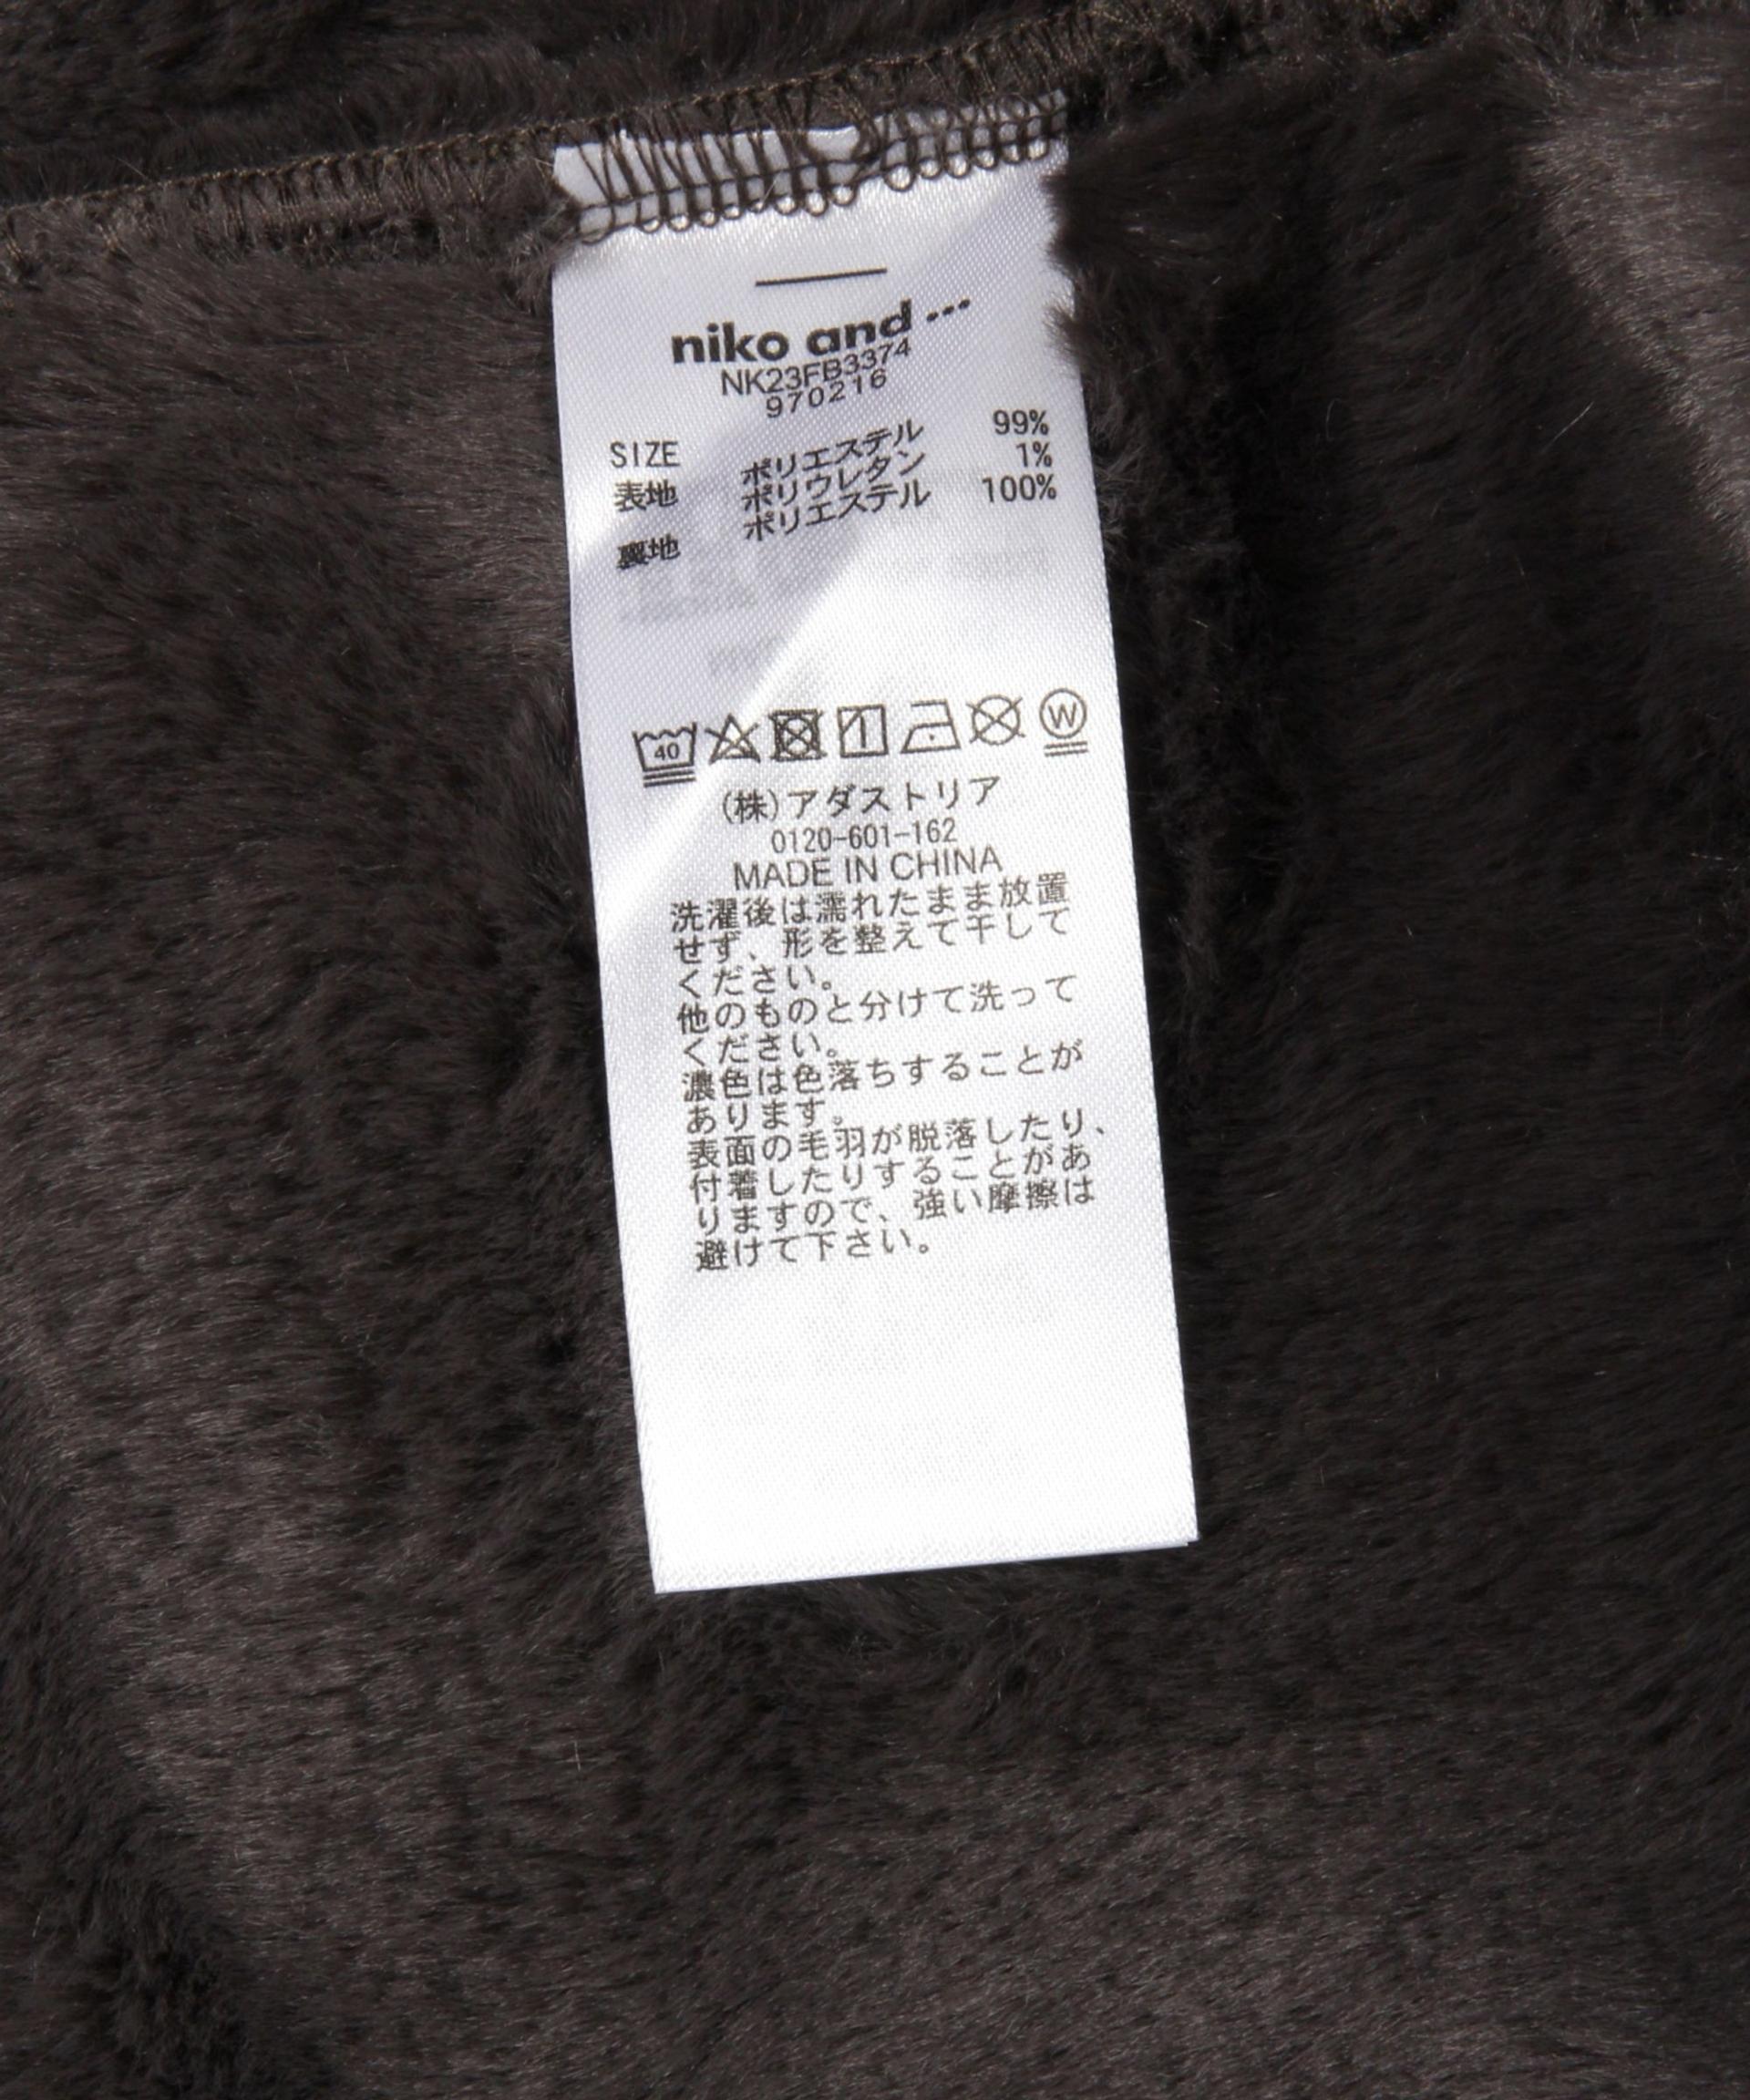 niko and ...
NK23FB3374
970216
SIZE
表地 ポリエステル 99%
ポリウレタン 1%
裏地 ポリエステル 100%
40
W
(株)アダストリア
0120-601-162
MADE IN CHINA
洗濯後は濡れたまま放置
せず、形を整えて干して
ください。
他のものと分けて洗って
ください。
濃色は色落ちすることが
あります。
表面の毛羽が脱落したり、
付着したりすることがあ
りますので、強い摩擦は
避けて下さい。